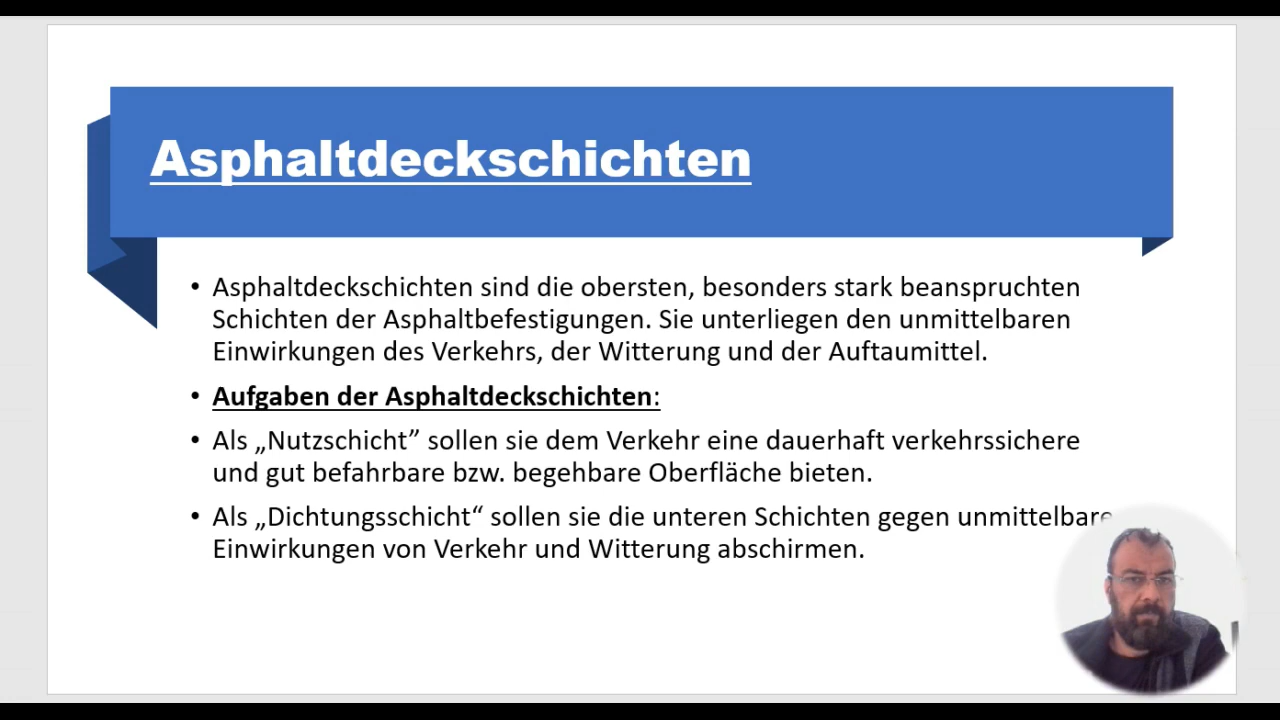 Asphaltdeckschichten
• Asphaltdeckschichten sind die obersten, besonders stark beanspruchten
Schichten der Asphaltbefestigungen. Sie unterliegen den unmittelbaren
Einwirkungen des Verkehrs, der Witterung und der Auftaumittel.
• Aufgaben der Asphaltdeckschichten:
• Als „Nutzschicht” sollen sie dem Verkehr eine dauerhaft verkehrssichere
und gut befahrbare bzw. begehbare Oberfläche bieten.
• Als „Dichtungsschicht“ sollen sie die unteren Schichten gegen unmittelbare
Einwirkungen von Verkehr und Witterung abschirmen.